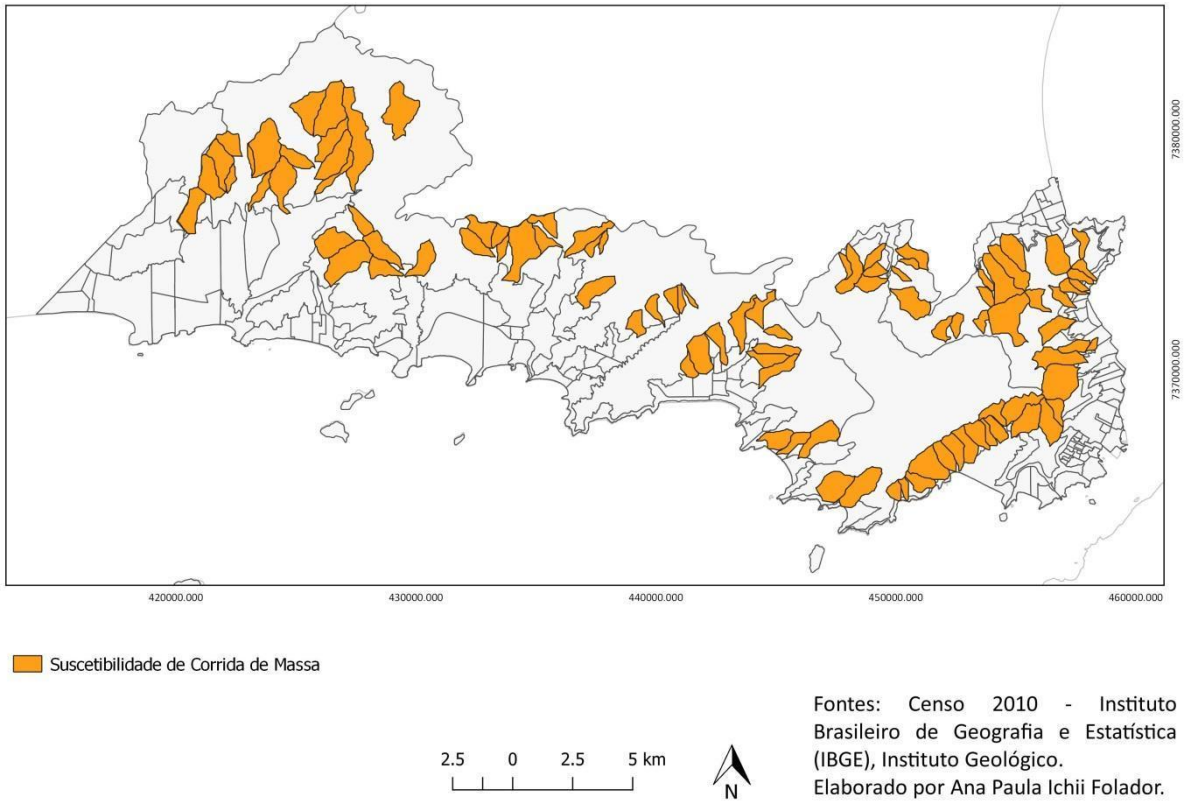 7380000.000
7370000.000
420000.000 430000.000 440000.000 450000.000 460000.000
Suscetibilidade de Corrida de Massa
2.5 0 2.5 5 km
N
Fontes: Censo 2010 - Instituto
Brasileiro de Geografia e Estatística
(IBGE), Instituto Geológico.
Elaborado por Ana Paula Ichii Folador.